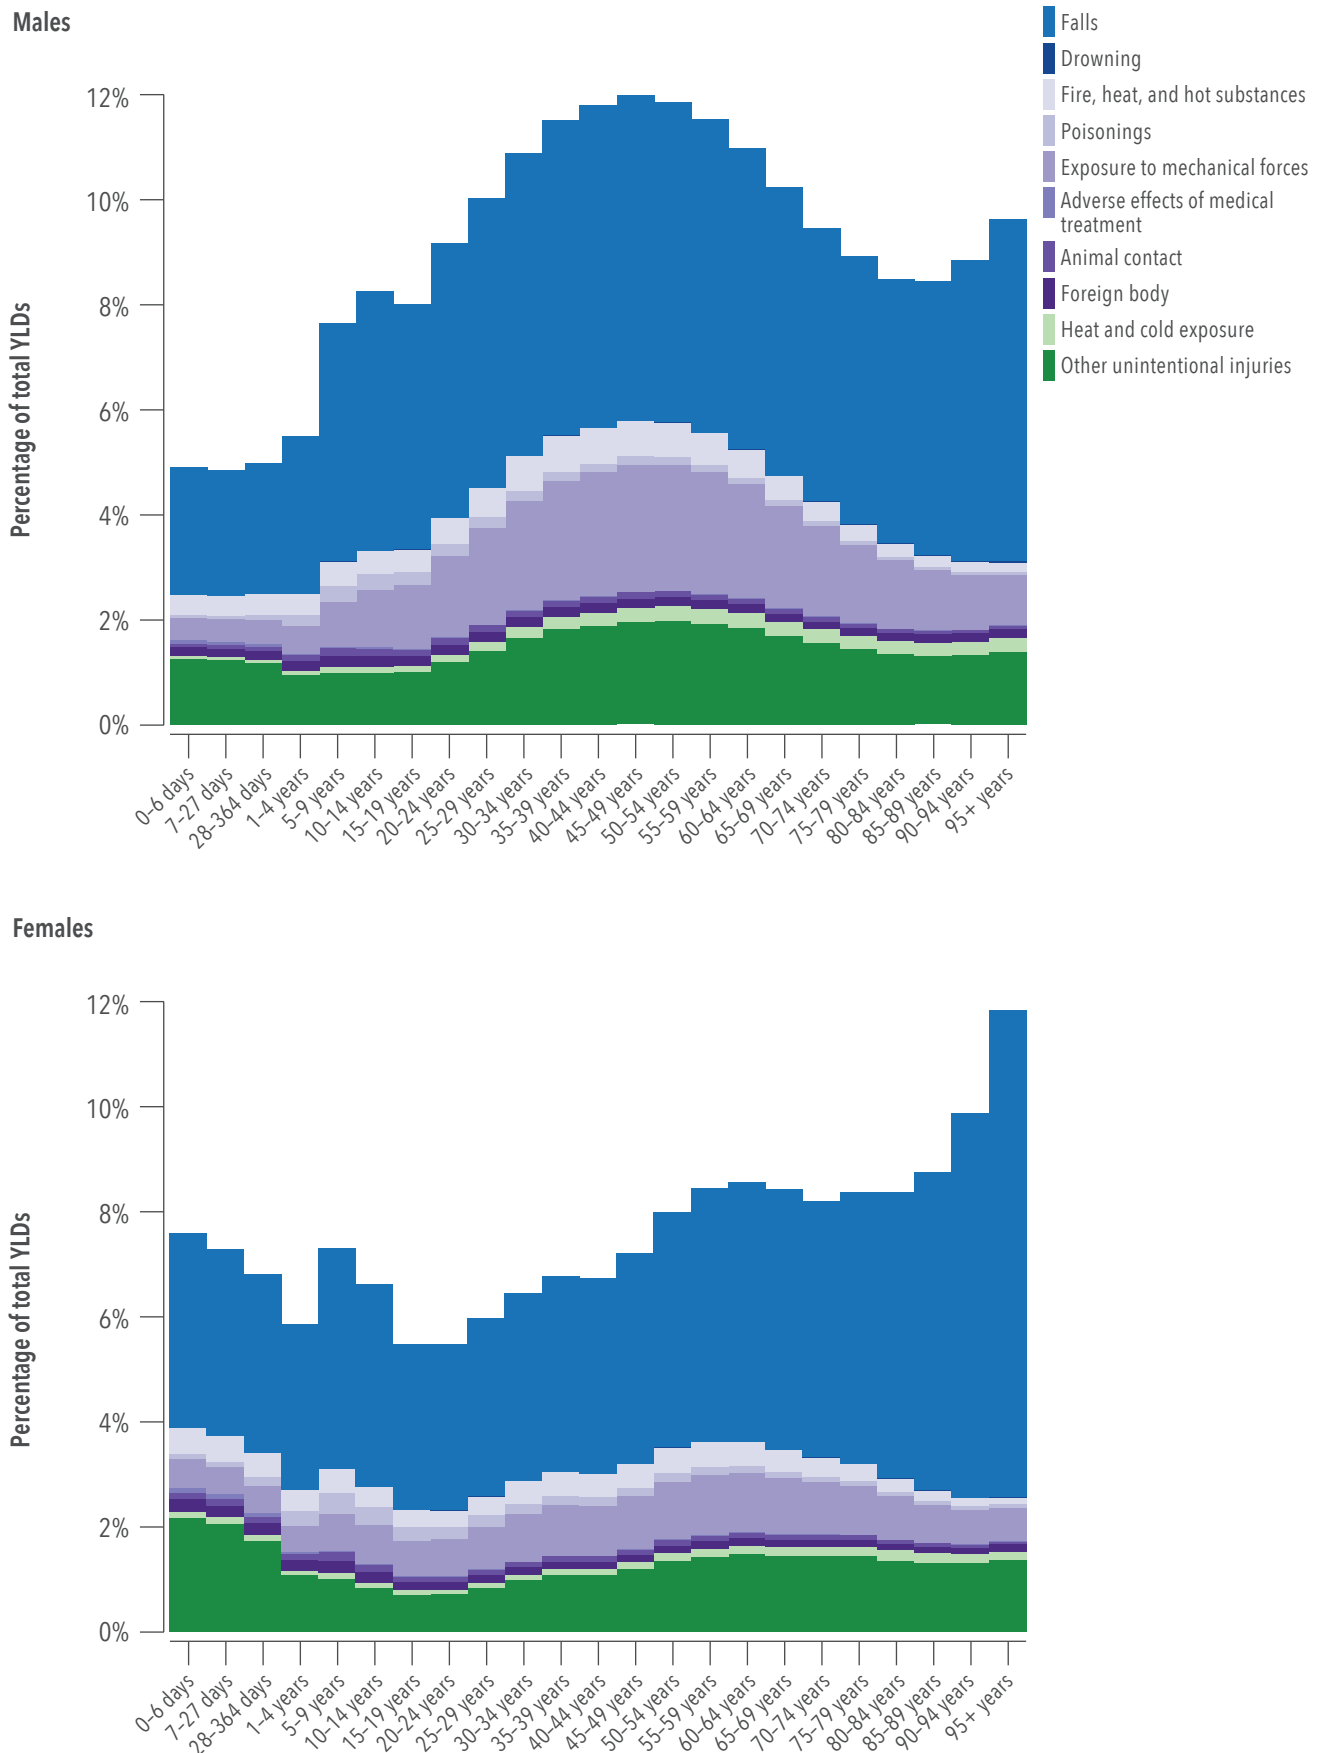 Males
Falls
Drowning
Fire, heat, and hot substances
Poisonings
Exposure to mechanical forces
Adverse effects of medical
treatment
Animal contact
Foreign body
Heat and cold exposure
Other unintentional injuries
Percentage of total YLDs
12%
10%
8%
6%
4%
2%
0%
0–6 days
7–27 days
28–364 days
1–4 years
5–9 years
10–14 years
15–19 years
20–24 years
25–29 years
30–34 years
35–39 years
40–44 years
45–49 years
50–54 years
55–59 years
60–64 years
65–69 years
70–74 years
75–79 years
80–84 years
85–89 years
90–94 years
95+ years
Females
Percentage of total YLDs
12%
10%
8%
6%
4%
2%
0%
0–6 days
7–27 days
28–364 days
1–4 years
5–9 years
10–14 years
15–19 years
20–24 years
25–29 years
30–34 years
35–39 years
40–44 years
45–49 years
50–54 years
55–59 years
60–64 years
65–69 years
70–74 years
75–79 years
80–84 years
85–89 years
90–94 years
95+ years